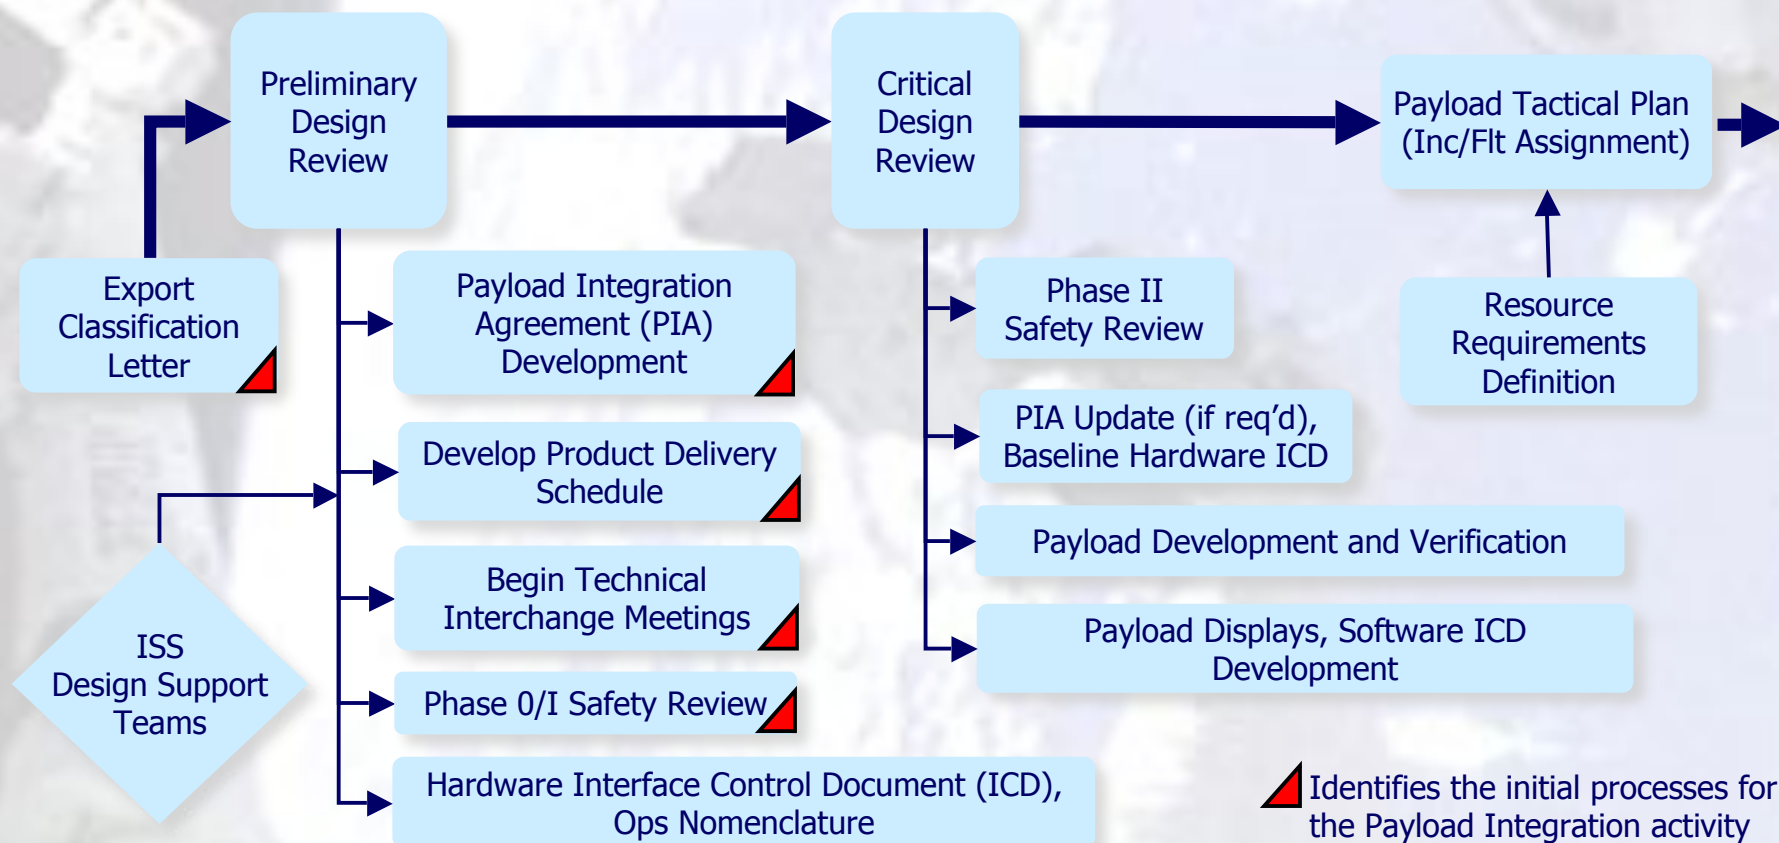 Preliminary
Design
Review
Critical
Design
Review
Payload Tactical Plan
(Inc/Flt Assignment)
Export
Classification
Letter
Payload Integration
Agreement (PIA)
Development
Develop Product Delivery
Schedule
Begin Technical
Interchange Meetings
Phase 0/I Safety Review
Hardware Interface Control Document (ICD),
Ops Nomenclature
ISS
Design Support
Teams
Phase II
Safety Review
PIA Update (if req’d),
Baseline Hardware ICD
Payload Development and Verification
Payload Displays, Software ICD
Development
Resource
Requirements
Definition
Identifies the initial processes for
the Payload Integration activity